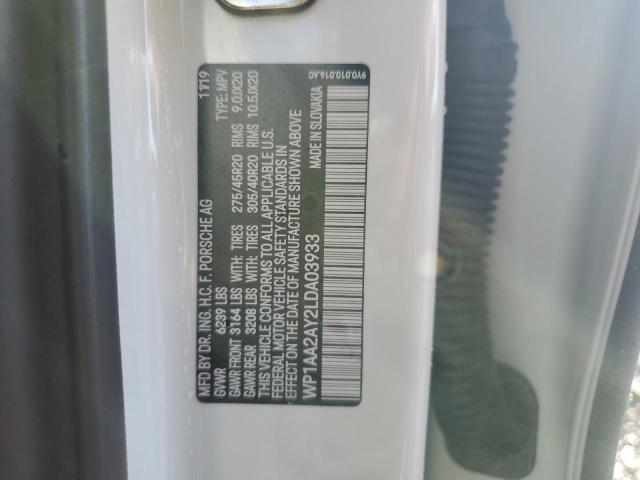 MFD BY DR. ING. H.C. F. PORSCHE AG 11/19
GVWR 6239 LBS TYPE: MPV
GAWR FRONT 3164 LBS WITH: TIRES 275/45R20 RIMS 9.0JX20
GAWR REAR 3208 LBS WITH: TIRES 305/40R20 RIMS 10.5JX20
THIS VEHICLE CONFORMS TO ALL APPLICABLE U.S.
FEDERAL MOTOR VEHICLE SAFETY STANDARDS IN
EFFECT ON THE DATE OF MANUFACTURE SHOWN ABOVE
WP1AA2AY2LDA03933 MADE IN SLOVAKIA
9Y0.010.016.AC